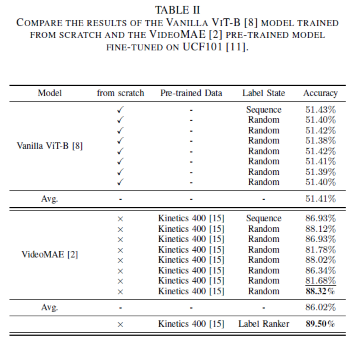 TABLE II
COMPARE THE RESULTS OF THE VANILLA VIT-B [8] MODEL TRAINED
FROM SCRATCH AND THE VIDEOMAE [2] PRE-TRAINED MODEL
FINE-TUNED ON UCF101 [11].
Model from scratch Pre-trained Data Label State Accuracy
✓ - Sequence 51.43%
✓ - Random 51.40%
✓ - Random 51.42%
✓ - Random 51.38%
Vanilla ViT-B [8] ✓ - Random 51.42%
✓ - Random 51.41%
✓ - Random 51.39%
✓ - Random 51.40%
Avg. - - - 51.41%
× Kinetics 400 [15] Sequence 86.93%
× Kinetics 400 [15] Random 88.12%
× Kinetics 400 [15] Random 86.93%
× Kinetics 400 [15] Random 81.78%
VideoMAE [2] × Kinetics 400 [15] Random 88.02%
× Kinetics 400 [15] Random 86.34%
× Kinetics 400 [15] Random 81.68%
× Kinetics 400 [15] Random 88.32%
Avg. - - - 86.02%
× Kinetics 400 [15] Label Ranker 89.50%